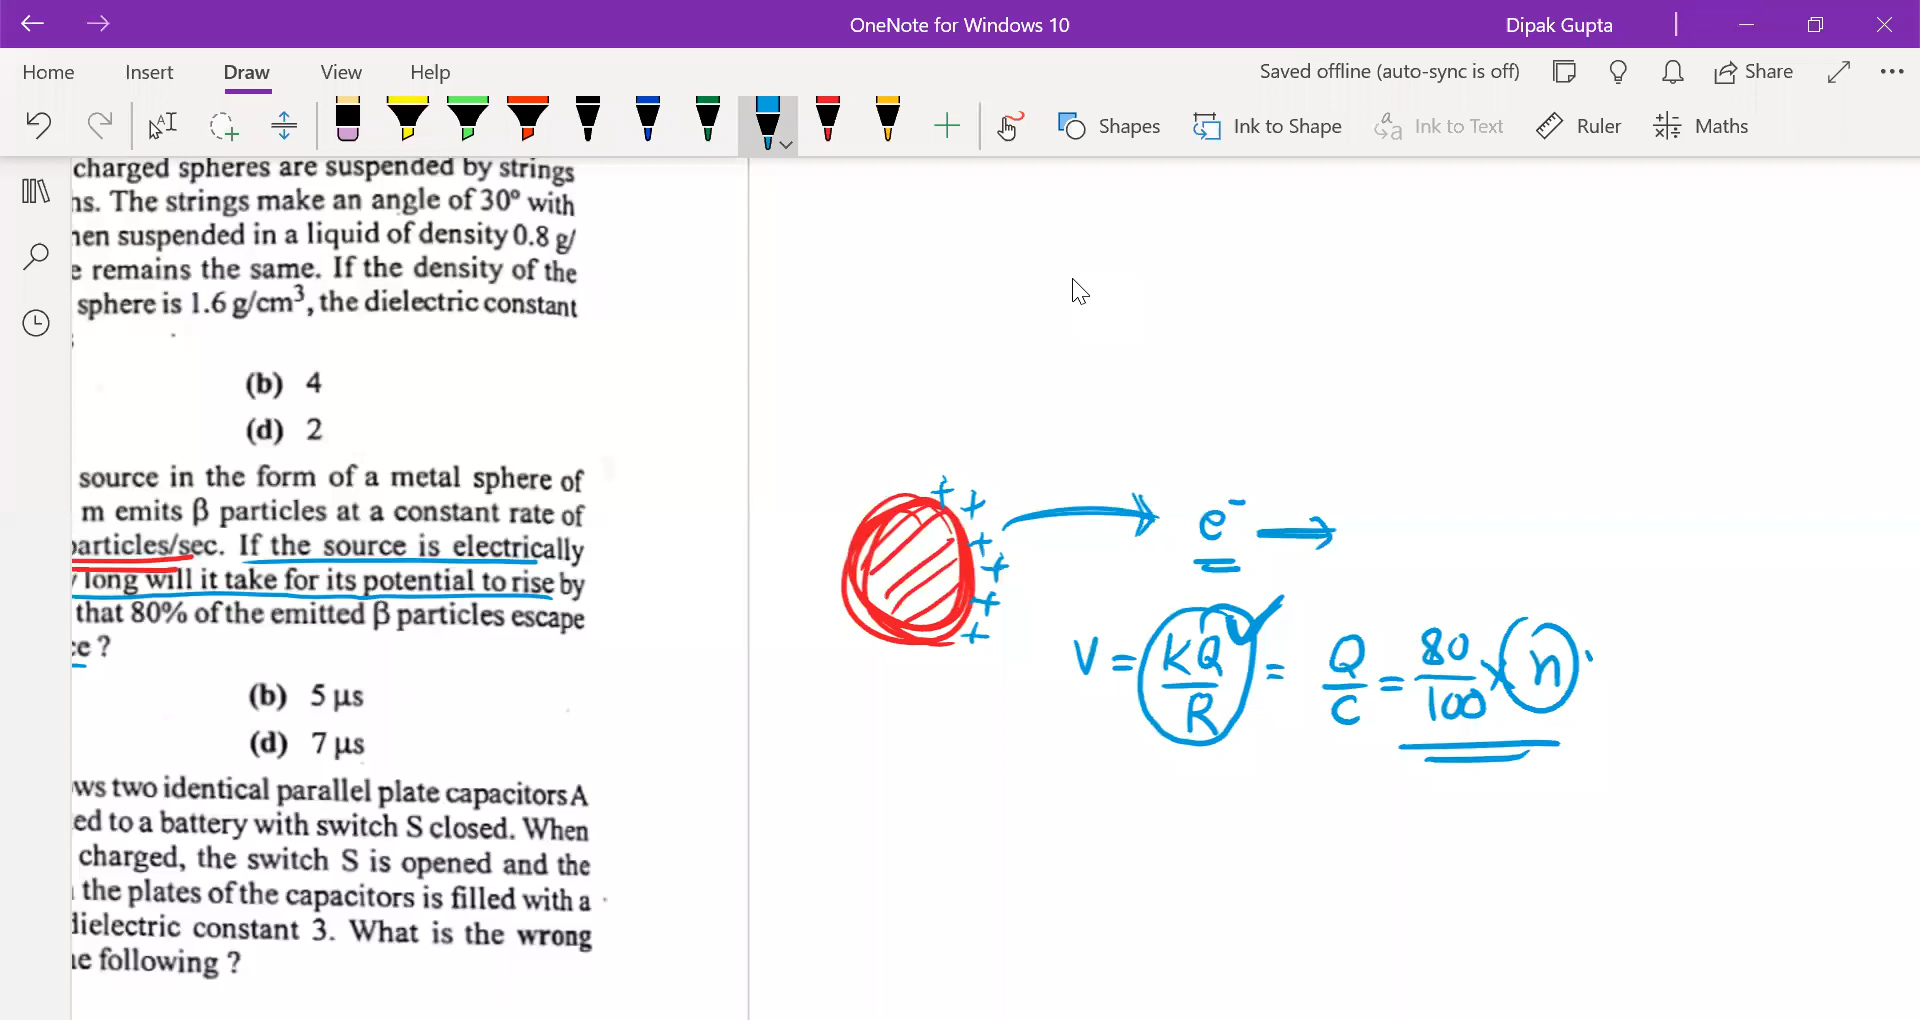 OneNote for Windows 10
Dipak Gupta
Home Insert Draw View Help
Saved offline (auto-sync is off) Share
Shapes Ink to Shape Ink to Text Ruler Maths
charged spheres are suspended by strings
ns. The strings make an angle of 30º with
nen suspended in a liquid of density 0.8 g/
e remains the same. If the density of the
sphere is 1.6 g/cm³, the dielectric constant
(b) 4
(d) 2
source in the form of a metal sphere of
m emits β particles at a constant rate of
particles/sec. If the source is electrically
long will it take for its potential to rise by
that 80% of the emitted β particles escape
ce ?
(b) 5 μs
(d) 7 μs
ws two identical parallel plate capacitors A
ed to a battery with switch S closed. When
charged, the switch S is opened and the
the plates of the capacitors is filled with a
dielectric constant 3. What is the wrong
e following ?
+ + + + + +
e⁻
V = KQ/R = Q/C = 80/100 × n